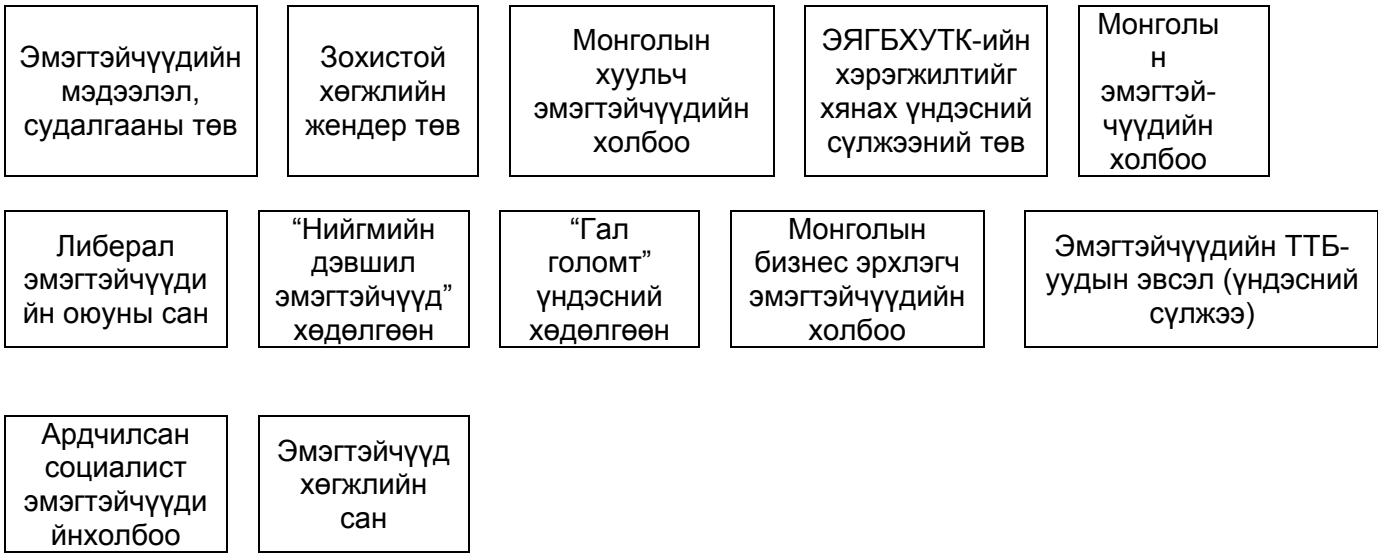 Эмэгтэйчүүдийн
мэдээлэл,
судалгааны төв
Зохистой
хөгжлийн
жендер төв
Монголын
хуульч
эмэгтэйчүүдийн
холбоо
ЭЯГБХУТК-ийн
хэрэгжилтийг
хянах үндэсний
сүлжээний төв
Монголы
н
эмэгтэй-
чүүдийн
холбоо
Либерал
эмэгтэйчүүди
йн оюуны сан
“Нийгмийн
дэвшил
эмэгтэйчүүд”
хөдөлгөөн
“Гал
голомт”
үндэсний
хөдөлгөөн
Монголын
бизнес эрхлэгч
эмэгтэйчүүдийн
холбоо
Эмэгтэйчүүдийн ТТБ-
уудын эвсэл (үндэсний
сүлжээ)
Ардчилсан
социалист
эмэгтэйчүүди
йнхолбоо
Эмэгтэйчүүд
хөгжлийн
сан